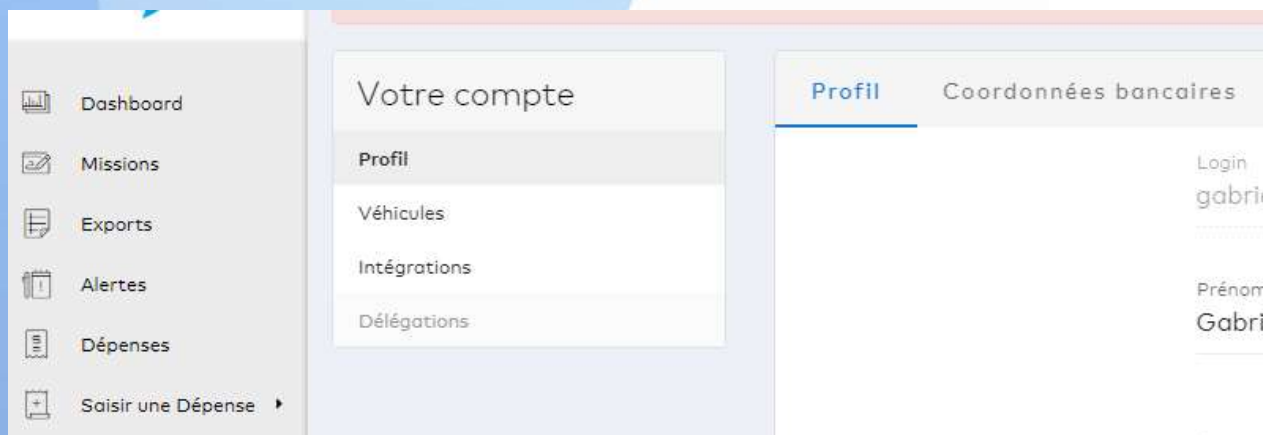 Dashboard
Missions
Exports
Alertes
Dépenses
Saisir une Dépense
Votre compte
Profil
Véhicules
Intégrations
Délégations
Profil Coordonnées bancaires
Login
Prénom